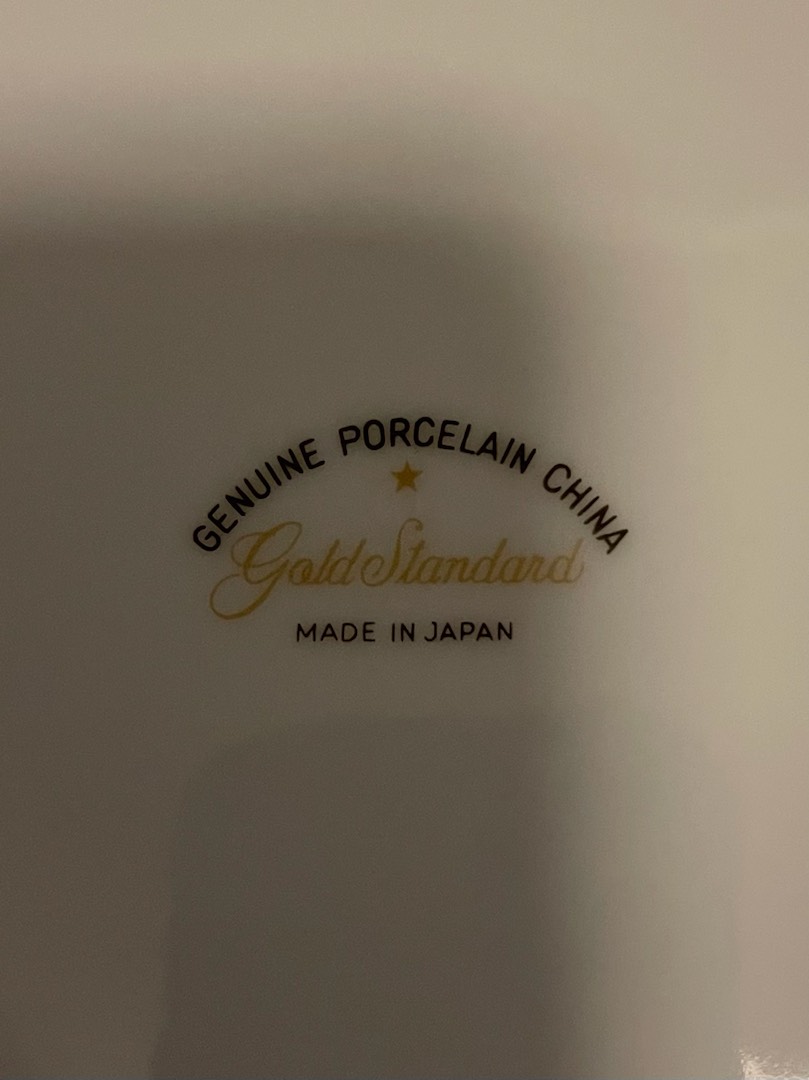 GENUINE PORCELAIN CHINA
Gold Standard
MADE IN JAPAN